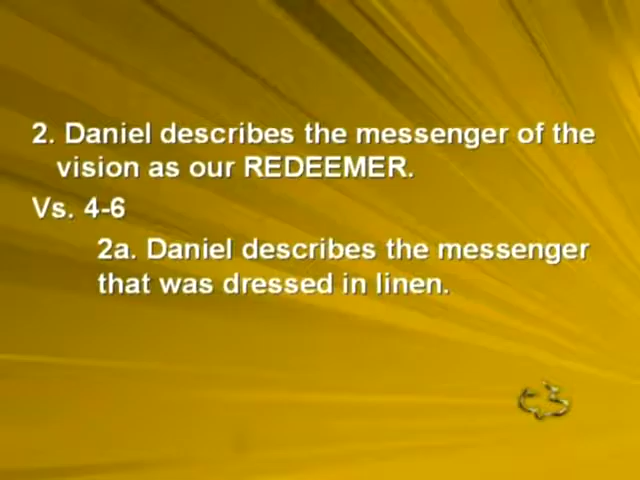 2. Daniel describes the messenger of the
vision as our REDEEMER.
Vs. 4-6
2a. Daniel describes the messenger
that was dressed in linen.